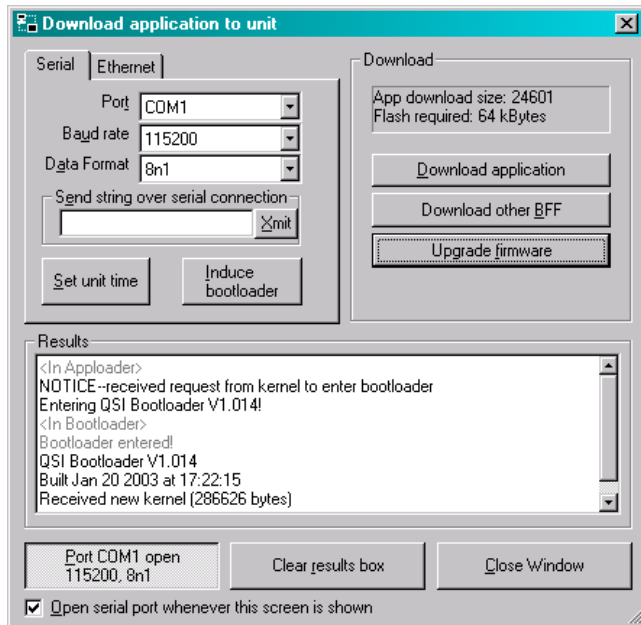 Download application to unit
Serial
Ethernet
Port
COM1
Baud rate
115200
Data Format
8n1
Send string over serial connection
Xmit
Set unit time
Induce
bootloader
Download
App download size: 24601
Flash required: 64 kBytes
Download application
Download other BFF
Upgrade firmware
Results
<In Apploader>
NOTICE--received request from kernel to enter bootloader
Entering QSI Bootloader V1.014!
<In Bootloader>
Bootloader entered!
QSI Bootloader V1.014
Built Jan 20 2003 at 17:22:15
Received new kernel (286626 bytes)
Port COM1 open
115200, 8n1
Clear results box
Close Window
Open serial port whenever this screen is shown